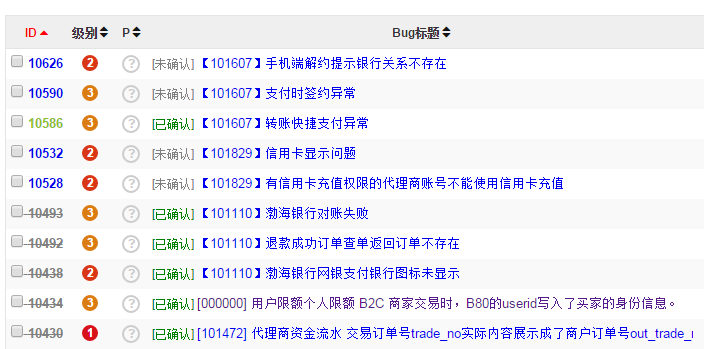 ID 级别 P Bug标题
10626 2 ? [未确认] 【101607】手机端解约提示银行关系不存在
10590 3 ? [未确认] 【101607】支付时签约异常
10586 3 ? [已确认] 【101607】转账快捷支付异常
10532 2 ? [未确认] 【101829】信用卡显示问题
10528 2 ? [未确认] 【101829】有信用卡充值权限的代理商账号不能使用信用卡充值
10493 3 ? [已确认] 【101110】渤海银行对账失败
10492 3 ? [已确认] 【101110】退款成功订单查单返回订单不存在
10438 2 ? [已确认] 【101110】渤海银行网银支付银行图标未显示
10434 3 ? [已确认] [000000] 用户限额个人限额 B2C 商家交易时，B80的userid写入了买家的身份信息。
10430 1 ? [已确认] [101472] 代理商资金流水 交易订单号trade_no实际内容展示成了商户订单号out_trade_n